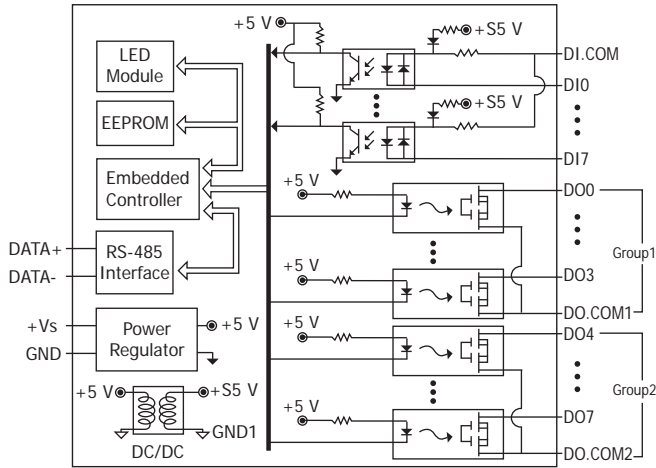 +5 V
+S5 V
LED
Module
DI.COM
DI0
EEPROM
+S5 V
DI7
Embedded
Controller
+5 V
DO0
Group1
DATA+
DATA-
RS-485
Interface
+5 V
DO3
DO.COM1
+Vs
GND
Power
Regulator
+5 V
+5 V
DO4
Group2
+5 V
+S5 V
GND1
DC/DC
+5 V
DO7
DO.COM2